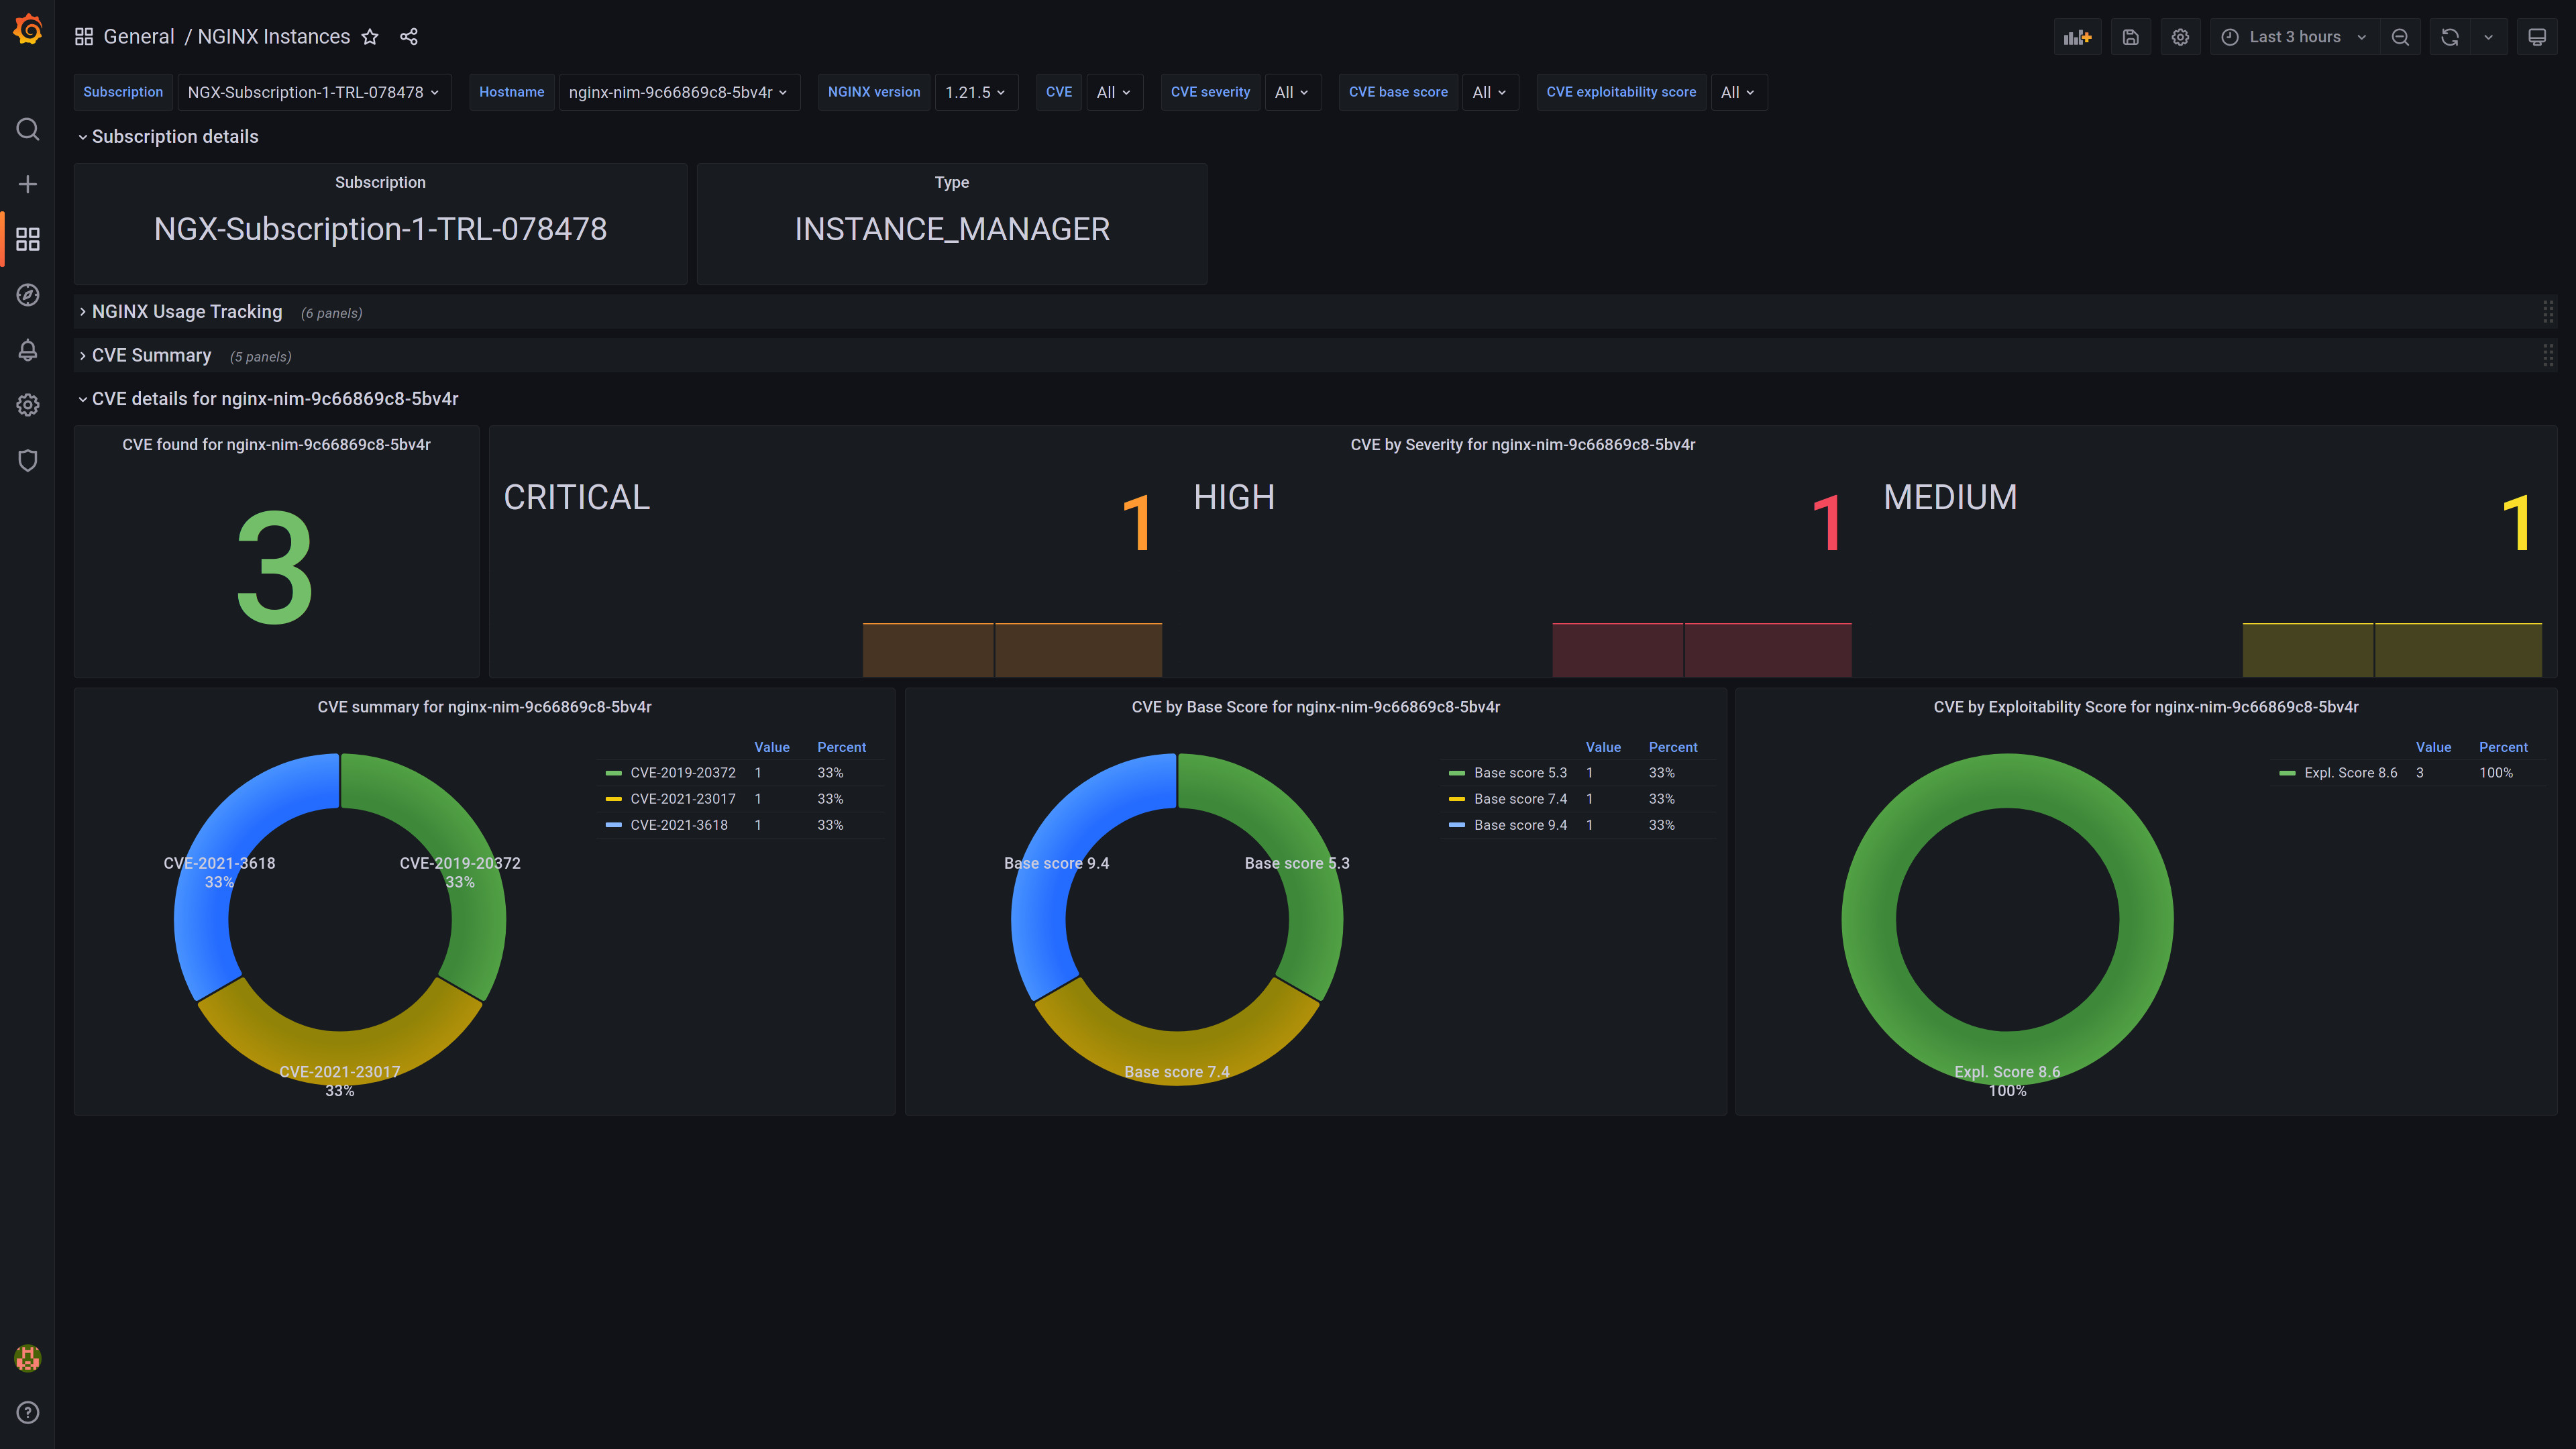 General / NGINX Instances
Last 3 hours
Subscription NGX-Subscription-1-TRL-078478 Hostname nginx-nim-9c66869c8-5bv4r NGINX version 1.21.5 CVE All CVE severity All CVE base score All CVE exploitability score All
Subscription details
Subscription
NGX-Subscription-1-TRL-078478
Type
INSTANCE_MANAGER
NGINX Usage Tracking (6 panels)
CVE Summary (5 panels)
CVE details for nginx-nim-9c66869c8-5bv4r
CVE found for nginx-nim-9c66869c8-5bv4r
3
CVE by Severity for nginx-nim-9c66869c8-5bv4r
CRITICAL 1
HIGH 1
MEDIUM 1
CVE summary for nginx-nim-9c66869c8-5bv4r
Value Percent
CVE-2019-20372 1 33%
CVE-2021-23017 1 33%
CVE-2021-3618 1 33%
CVE-2021-3618
33%
CVE-2019-20372
33%
CVE-2021-23017
33%
CVE by Base Score for nginx-nim-9c66869c8-5bv4r
Value Percent
Base score 5.3 1 33%
Base score 7.4 1 33%
Base score 9.4 1 33%
Base score 9.4
Base score 5.3
Base score 7.4
CVE by Exploitability Score for nginx-nim-9c66869c8-5bv4r
Value Percent
Expl. Score 8.6 3 100%
Expl. Score 8.6
100%